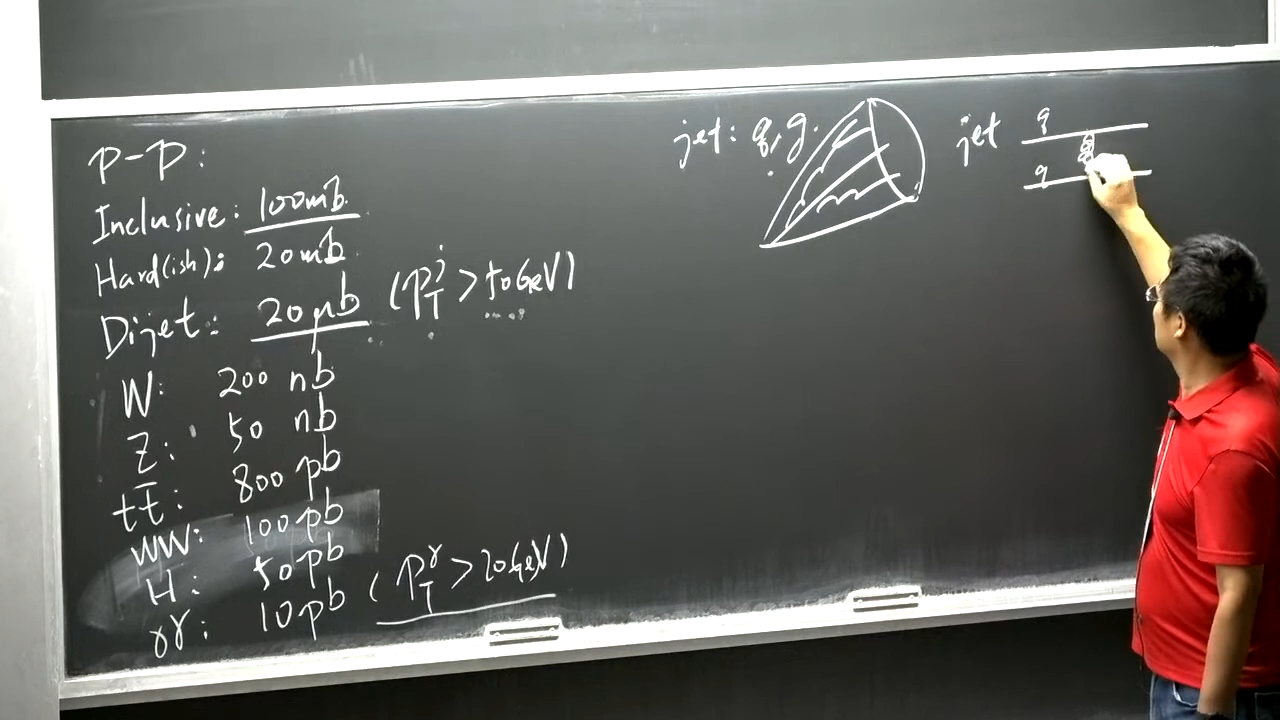 p-p:
Inclusive: 100mb
Hard(ish): 20mb
Dijet: 20μb (p_T^j > 50GeV)
W: 200 nb
Z: 50 nb
tt̄: 800 pb
WW: 100 pb
H: 50 pb
γγ: 10 pb (p_T^γ > 20GeV)
jet: q, g.
jet
q
q